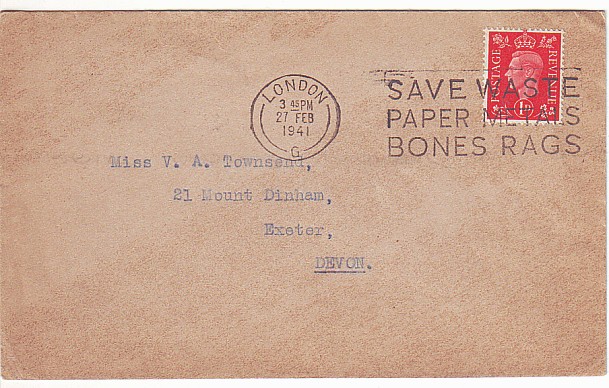 POSTAGE REVENUE
1D
LONDON
3 45PM
27 FEB
1941
G
SAVE WASTE
PAPER METALS
BONES RAGS
Miss V. A. Townsend,
21 Mount Dinham,
Exeter,
DEVON.